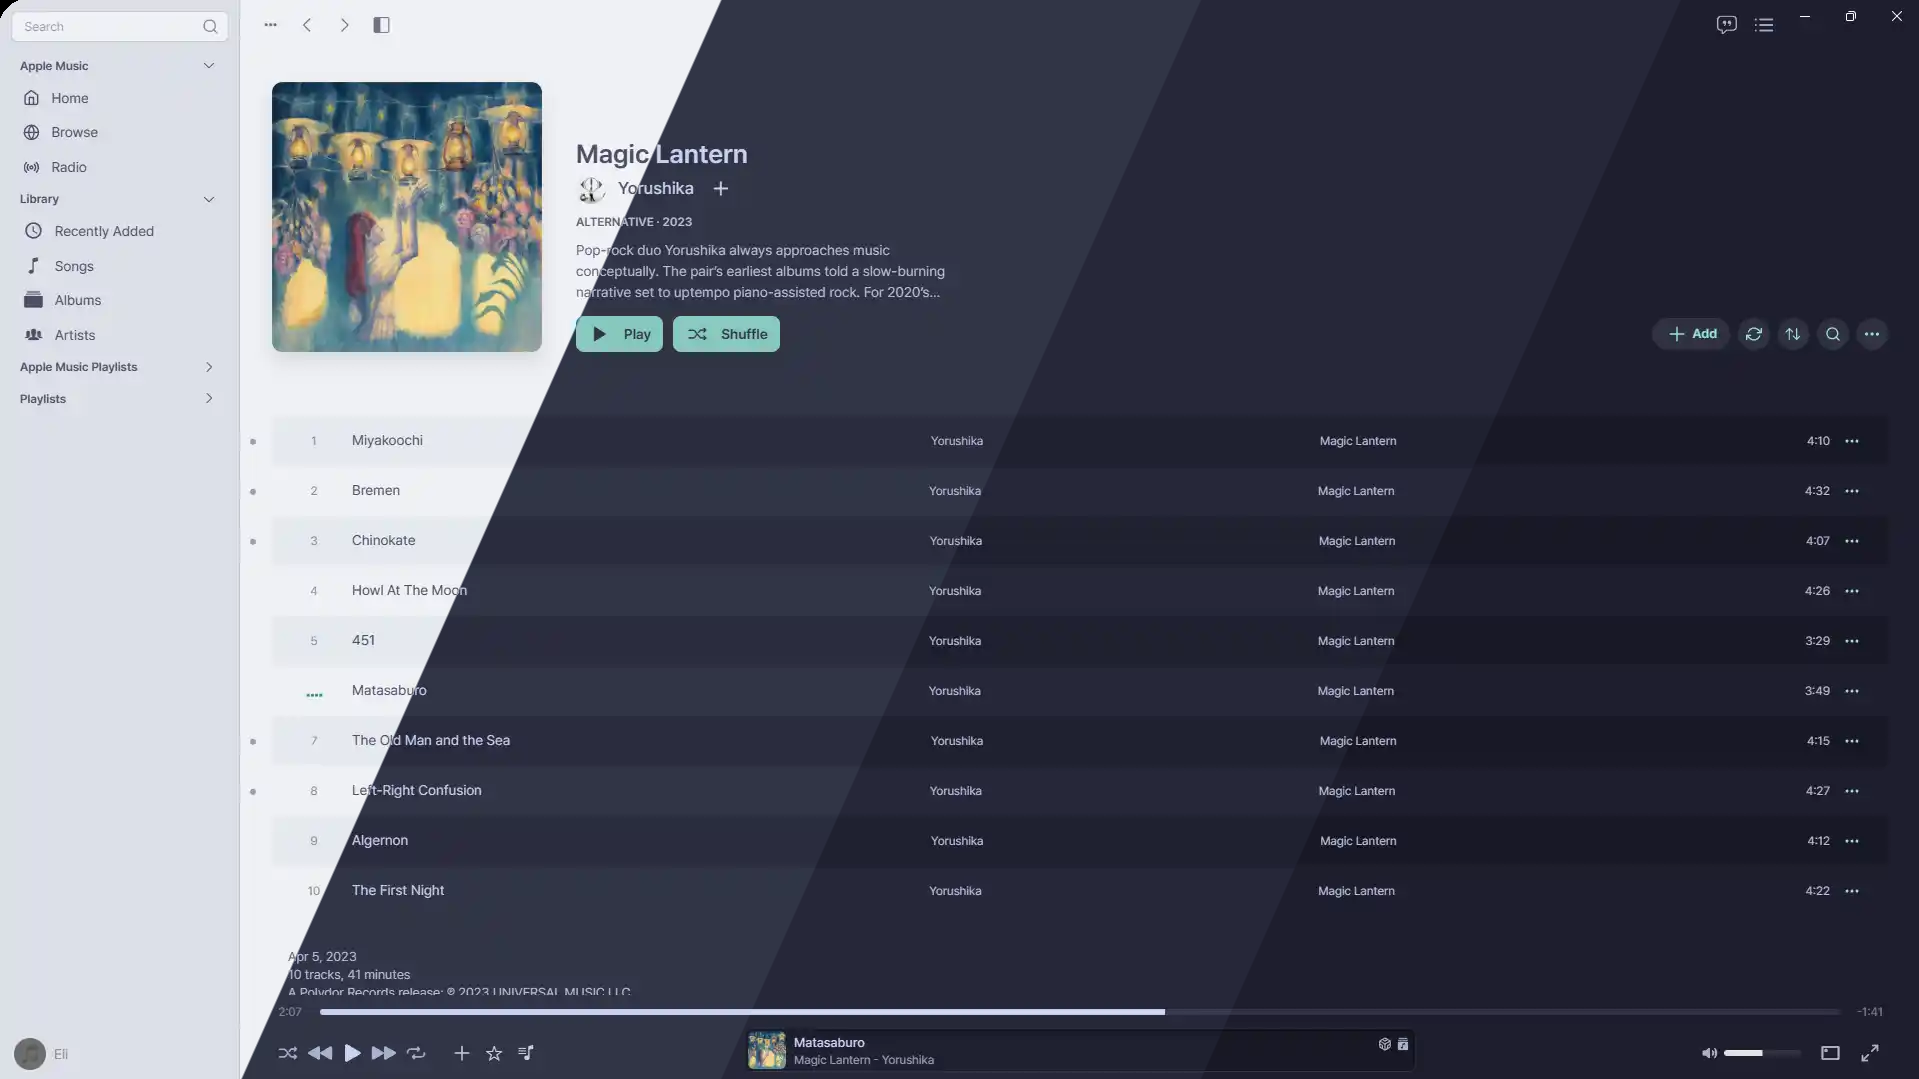 Search
Apple Music
Home
Browse
Radio
Library
Recently Added
Songs
Albums
Artists
Apple Music Playlists
Playlists
Eli
Magic Lantern
Yorushika
ALTERNATIVE · 2023
Pop-rock duo Yorushika always approaches music
conceptually. The pair’s earliest albums told a slow-burning
narrative set to uptempo piano-assisted rock. For 2020’s...
Play Shuffle
Add
1 Miyakoochi Yorushika Magic Lantern 4:10
2 Bremen Yorushika Magic Lantern 4:32
3 Chinokate Yorushika Magic Lantern 4:07
4 Howl At The Moon Yorushika Magic Lantern 4:26
5 451 Yorushika Magic Lantern 3:29
Matasaburo Yorushika Magic Lantern 3:49
7 The Old Man and the Sea Yorushika Magic Lantern 4:15
8 Left-Right Confusion Yorushika Magic Lantern 4:27
9 Algernon Yorushika Magic Lantern 4:12
10 The First Night Yorushika Magic Lantern 4:22
Apr 5, 2023
10 tracks, 41 minutes
A Polydor Records release; ℗ 2023 UNIVERSAL MUSIC LLC
2:07 -1:41
Matasaburo
Magic Lantern - Yorushika